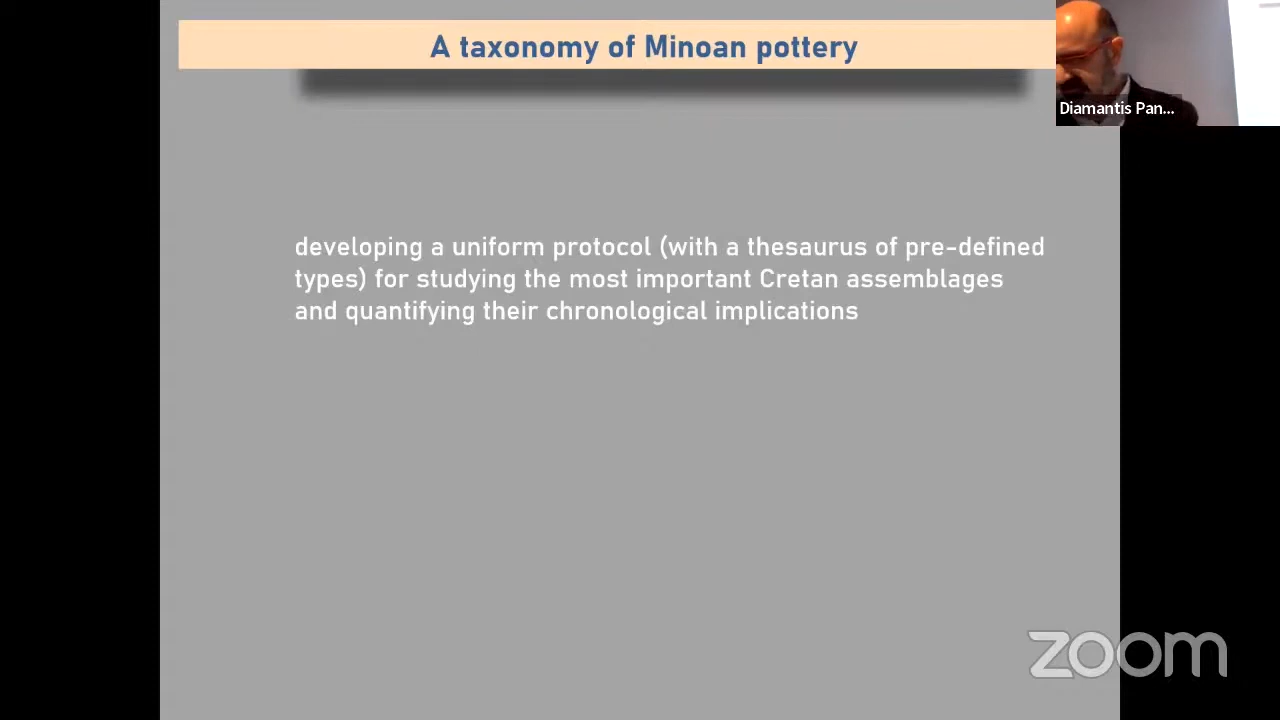 A taxonomy of Minoan pottery
Diamantis Pan...
developing a uniform protocol (with a thesaurus of pre-defined
types) for studying the most important Cretan assemblages
and quantifying their chronological implications
zoom